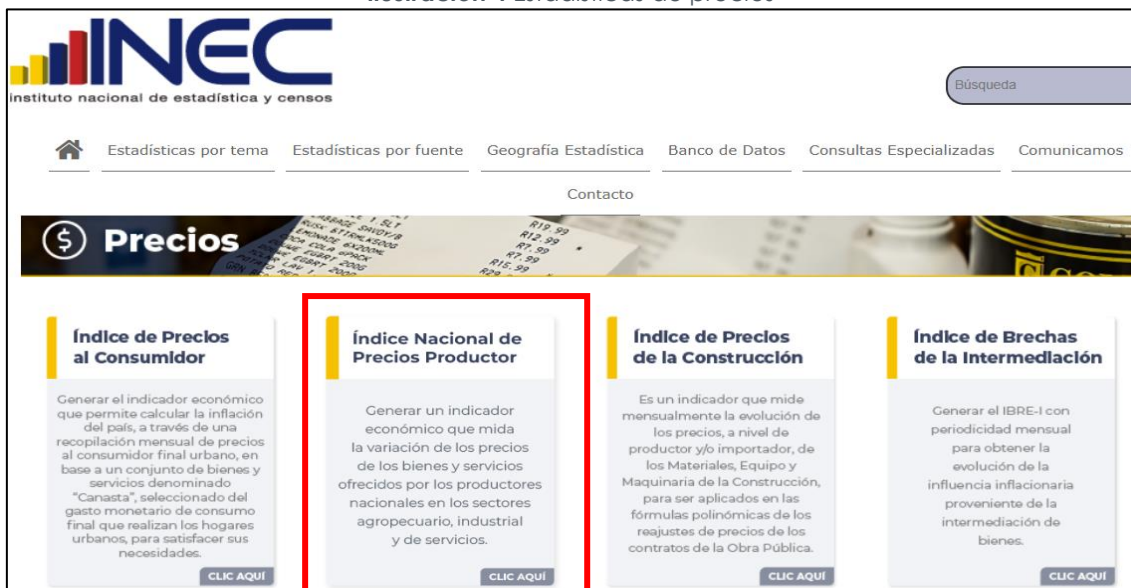 INEC
instituto nacional de estadística y censos
Búsqueda
Estadísticas por tema Estadísticas por fuente Geografía Estadística Banco de Datos Consultas Especializadas Comunicamos
Contacto
Precios
Índice de Precios
al Consumidor
Generar el indicador económico
que permite calcular la inflación
del país, a través de una
recopilación mensual de precios
al consumidor final urbano, en
base a un conjunto de bienes y
servicios denominado
"Canasta", seleccionado del
gasto monetario de consumo
final que realizan los hogares
urbanos, para satisfacer sus
necesidades.
CLIC AQUÍ
Índice Nacional de
Precios Productor
Generar un indicador
económico que mida
la variación de los precios
de los bienes y servicios
ofrecidos por los productores
nacionales en los sectores
agropecuario, industrial
y de servicios.
CLIC AQUÍ
Índice de Precios
de la Construcción
Es un indicador que mide
mensualmente la evolución de
los precios, a nivel de
productor y/o importador, de
los Materiales, Equipo y
Maquinaria de la Construcción,
para ser aplicados en las
fórmulas polinómicas de los
reajustes de precios de los
contratos de la Obra Pública.
CLIC AQUÍ
Índice de Brechas
de la Intermediación
Generar el IBRE-I con
periodicidad mensual
para obtener la
evolución de la
influencia inflacionaria
proveniente de la
intermediación de
bienes.
CLIC AQUÍ